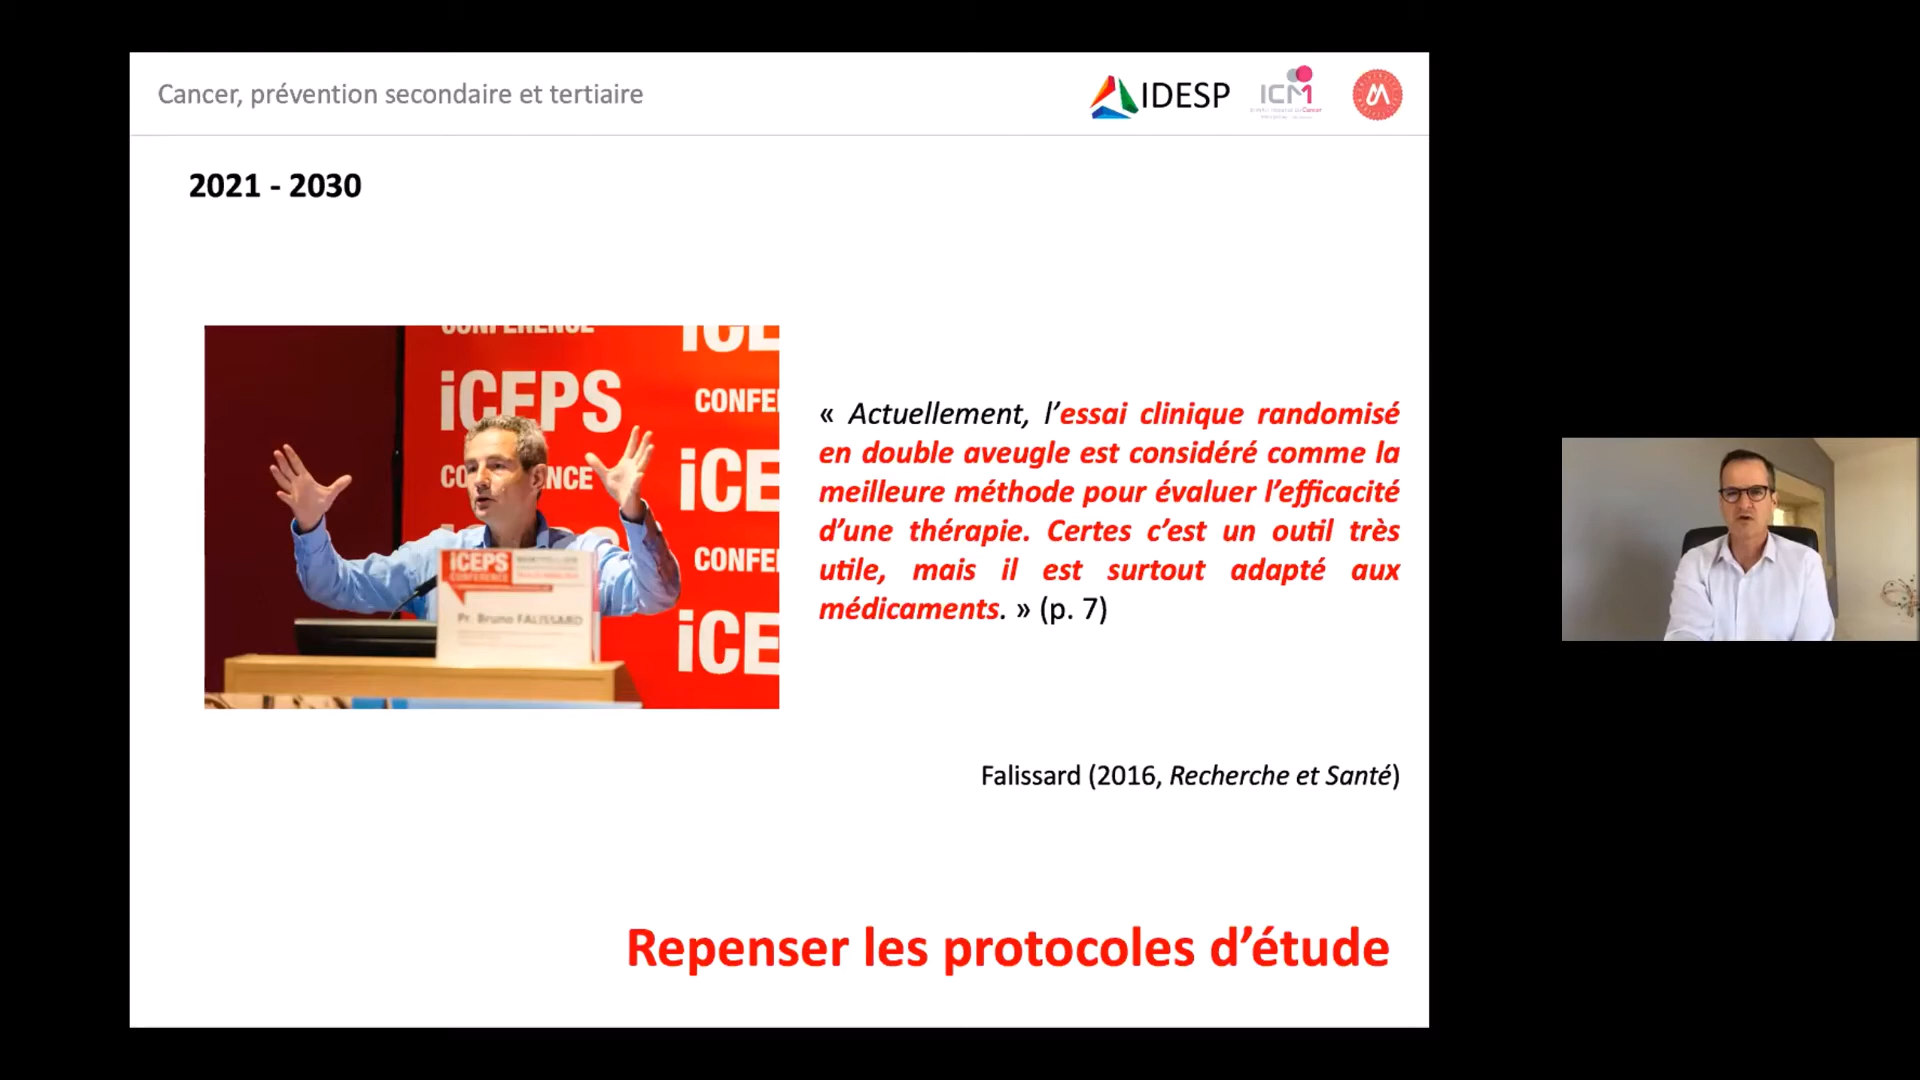 Cancer, prévention secondaire et tertiaire
IDESP
ICM
2021 - 2030
CONFERENCE
iCEPS
CONFE
iCE
CONFE
iCE
iCEPS
CONFERENCE
Pr. Bruno FALISSARD
« Actuellement, l’essai clinique randomisé
en double aveugle est considéré comme la
meilleure méthode pour évaluer l’efficacité
d’une thérapie. Certes c’est un outil très
utile, mais il est surtout adapté aux
médicaments. » (p. 7)
Falissard (2016, Recherche et Santé)
Repenser les protocoles d’étude